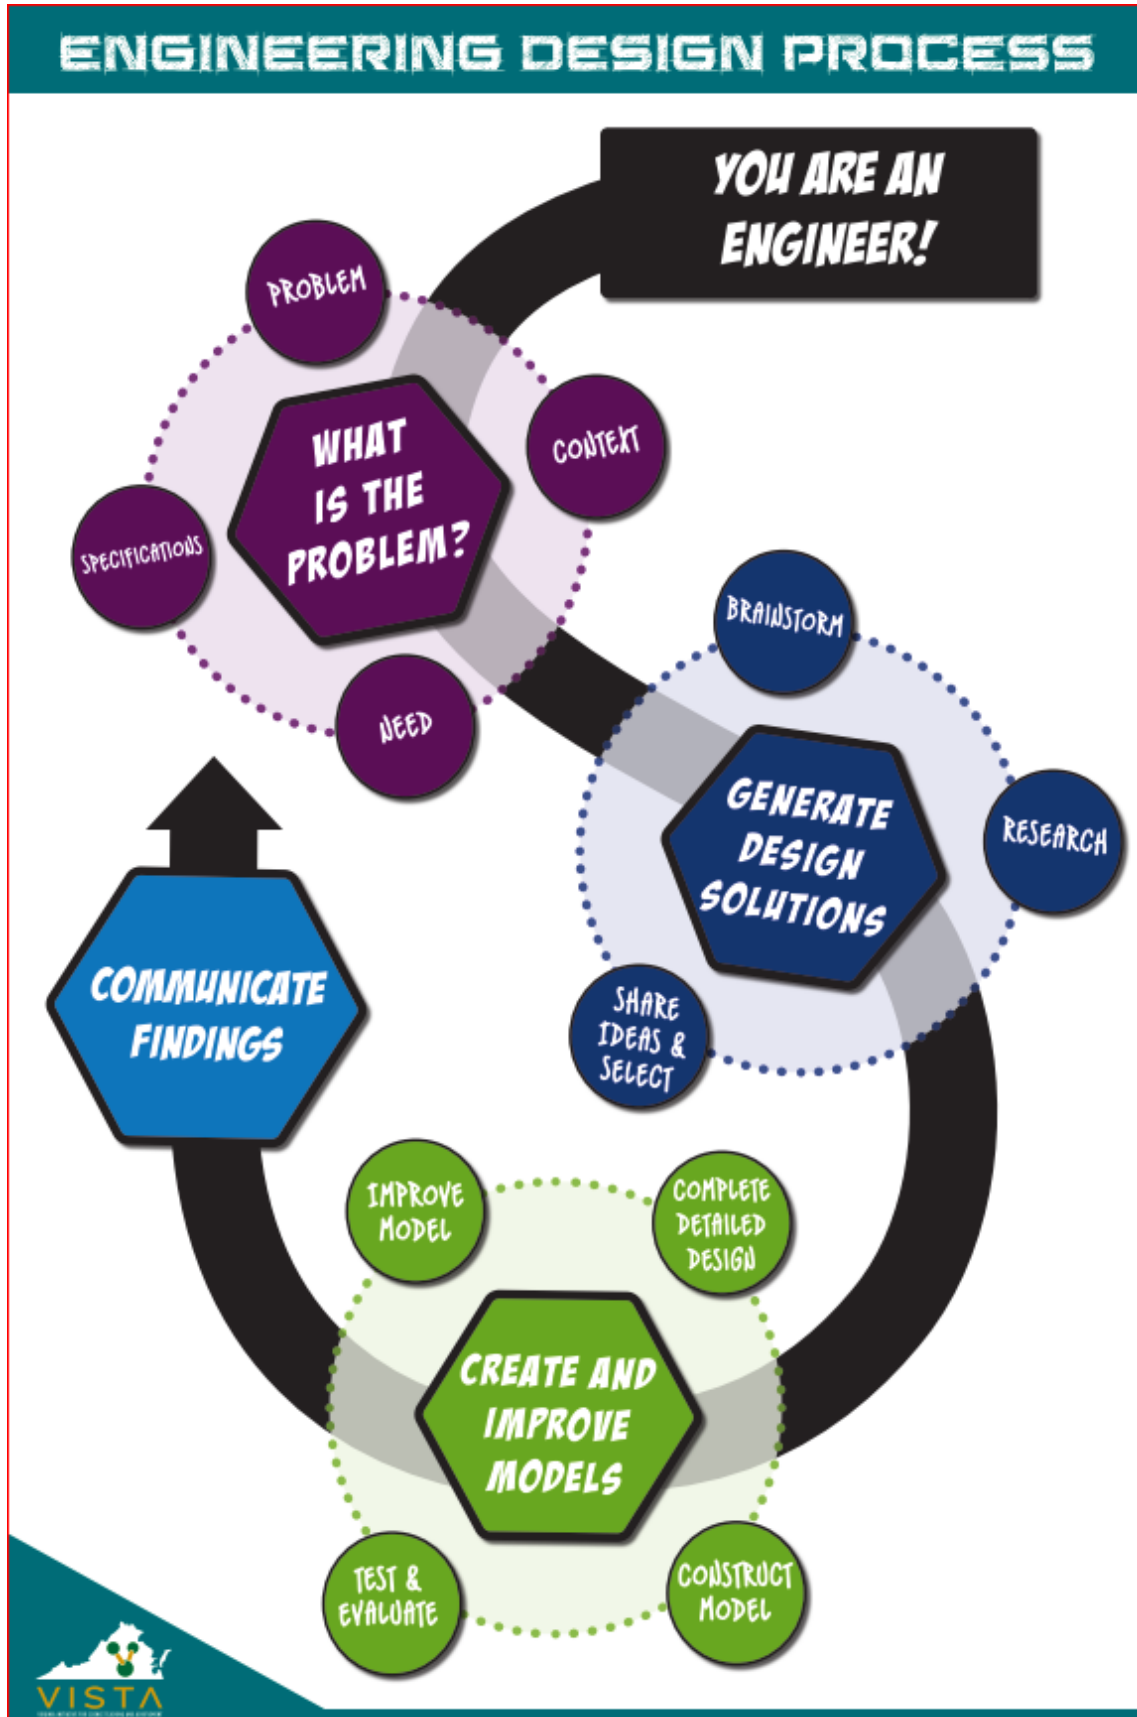 ENGINEERING DESIGN PROCESS
YOU ARE AN
ENGINEER!
PROBLEM
CONTEXT
WHAT
IS THE
PROBLEM?
SPECIFICATIONS
NEED
BRAINSTORM
RESEARCH
GENERATE
DESIGN
SOLUTIONS
SHARE
IDEAS &
SELECT
COMPLETE
DETAILED
DESIGN
CREATE AND
IMPROVE
MODELS
CONSTRUCT
MODEL
TEST &
EVALUATE
IMPROVE
MODEL
COMMUNICATE
FINDINGS
VISTA